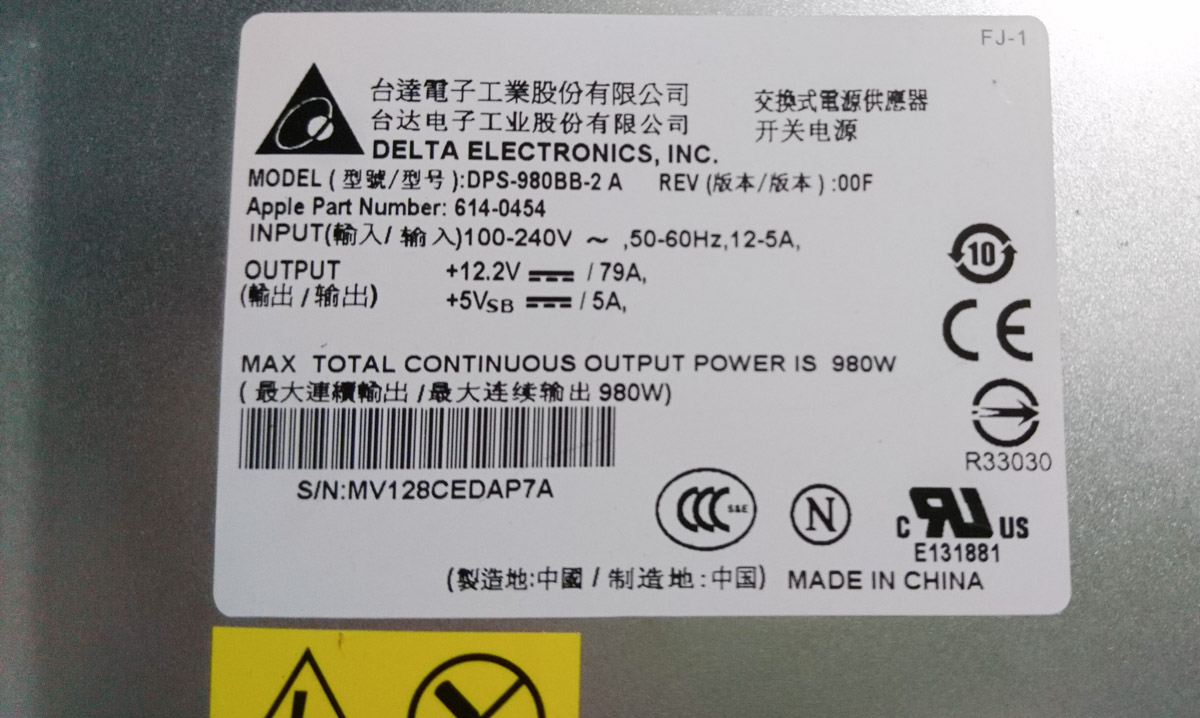 FJ-1
台達電子工業股份有限公司
台达电子工业股份有限公司
DELTA ELECTRONICS, INC.
交換式電源供應器
开关电源
MODEL (型號/型号):DPS-980BB-2 A REV (版本/版本) :00F
Apple Part Number: 614-0454
INPUT(輸入/ 输入)100-240V ~ ,50-60Hz,12-5A,
OUTPUT +12.2V ⎓ / 79A,
(輸出 / 输出) +5VSB ⎓ / 5A,
10
CE
MAX TOTAL CONTINUOUS OUTPUT POWER IS 980W
(最大連續輸出 /最大连续输出 980W)
R33030
S/N:MV128CEDAP7A
CCC S&E
N
C RU US
E131881
(製造地:中國 / 制造地:中国) MADE IN CHINA